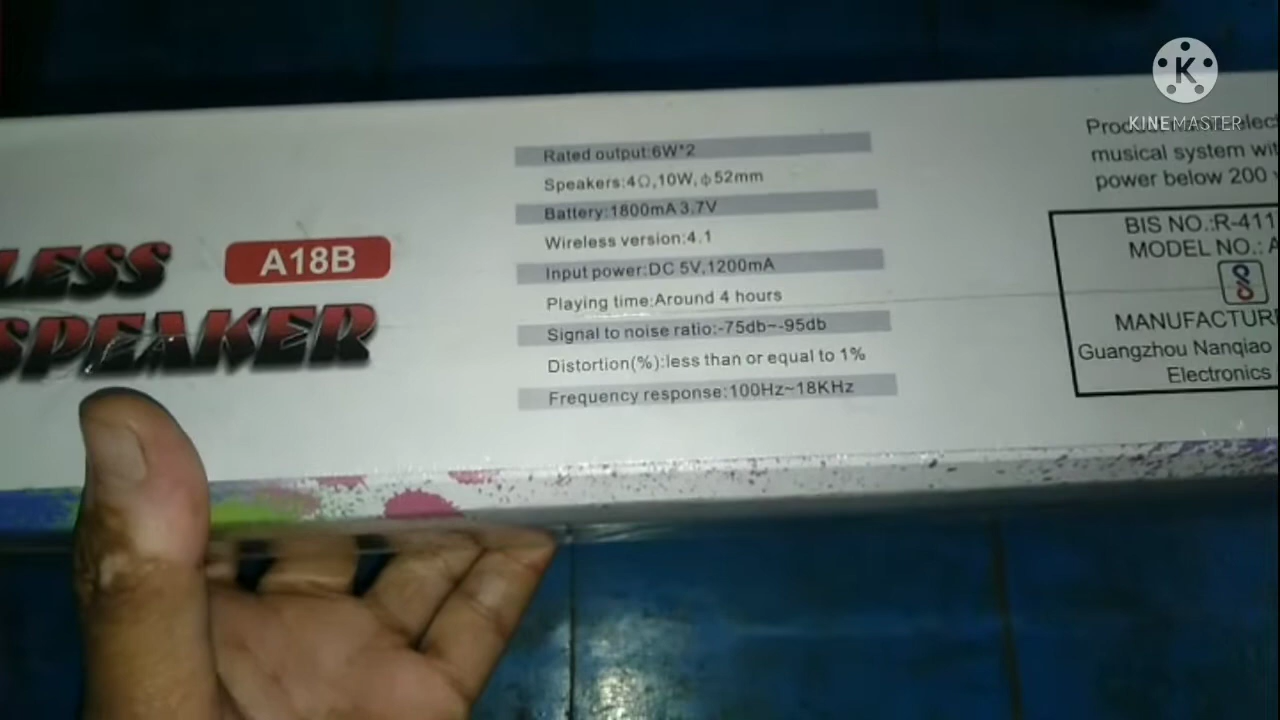 LESS
SPEAKER
A18B
Rated output:6W*2
Speakers:4Ω,10W,ϕ52mm
Battery:1800mA 3.7V
Wireless version:4.1
Input power:DC 5V,1200mA
Playing time:Around 4 hours
Signal to noise ratio:-75db~-95db
Distortion(%):less than or equal to 1%
Frequency response:100Hz~18KHz
musical system wit
power below 200
BIS NO.:R-411
MODEL NO.: A
MANUFACTUR
Guangzhou Nanqiao
Electronics
K
KINEMASTER